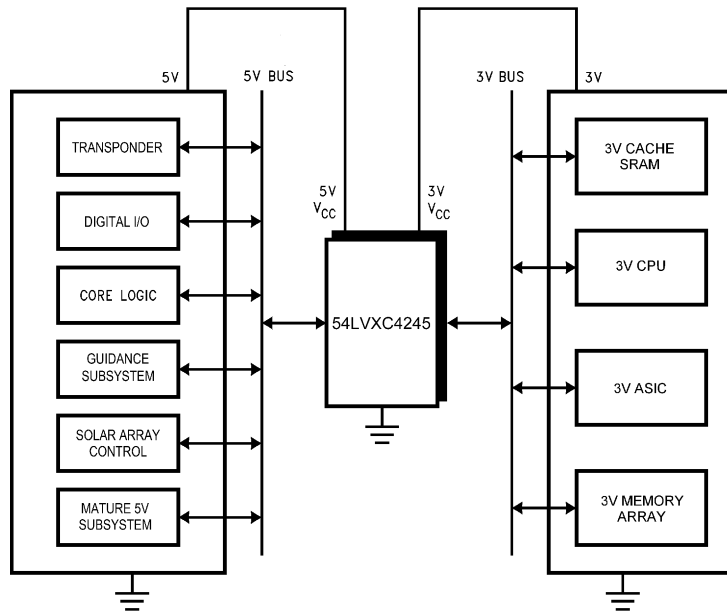 5V
5V BUS
3V BUS
3V
TRANSPONDER
DIGITAL I/O
CORE LOGIC
GUIDANCE
SUBSYSTEM
SOLAR ARRAY
CONTROL
MATURE 5V
SUBSYSTEM
5V
VCC
3V
VCC
54LVXC4245
3V CACHE
SRAM
3V CPU
3V ASIC
3V MEMORY
ARRAY